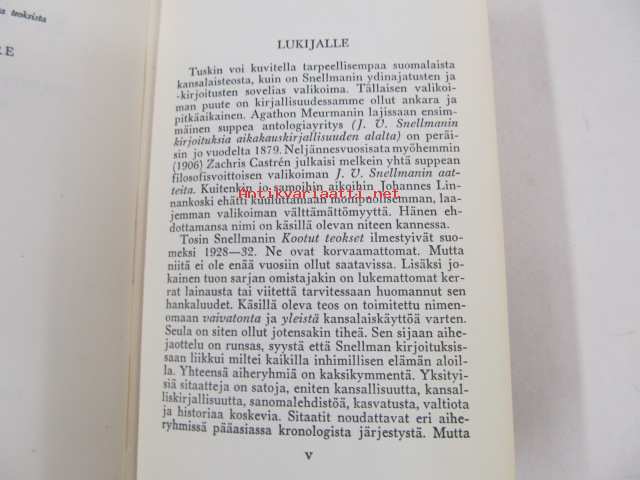 a teoksista
RE
LUKIJALLE
Tuskin voi kuvitella tarpeellisempaa suomalaista
kansalaisteosta, kuin on Snellmanin ydinajatusten ja
-kirjoitusten sovelias valikoima. Tällaisen valikoi-
man puute on kirjallisuudessamme ollut ankara ja
pitkäaikainen. Agathon Meurmanin lajissaan ensim-
mäinen suppea antologiayritys (J. V. Snellmanin
kirjoituksia aikakauskirjallisuuden alalta) on peräi-
sin jo vuodelta 1879. Neljännesvuosisata myöhemmin
(1906) Zachris Castrén julkaisi melkein yhtä suppean
filosofisvoittoisen valikoiman J. V. Snellmanin aat-
teita. Kuitenkin jo samoihin aikoihin Johannes Lin-
nankoski ehätti kuuluttamaan monipuolisemman, laa-
Antikvariaatti.net
jemman valikoiman välttämättömyyttä. Hänen eh-
dottamansa nimi on käsillä olevan niteen kannessa.
Tosin Snellmanin Kootut teokset ilmestyivät suo-
meksi 1928—32. Ne ovat korvaamattomat. Mutta
niitä ei ole enää vuosiin ollut saatavissa. Lisäksi jo-
kainen tuon sarjan omistajakin on lukemattomat ker-
rat lainausta tai viitettä tarvitessaan huomannut sen
hankaluudet. Käsillä oleva teos on toimitettu nimen-
omaan vaivatonta ja yleistä kansalaiskäyttöä varten.
Seula on siten ollut jotensakin tiheä. Sen sijaan aihe-
jaottelu on runsas, syystä että Snellman kirjoituksis-
saan liikkui miltei kaikilla inhimillisen elämän aloil-
la. Yhteensä aiheryhmiä on kaksikymmentä. Yksityi-
siä sitaatteja on satoja, eniten kansallisuutta, kansal-
liskirjallisuutta, sanomalehdistöä, kasvatusta, valtiota
ja historiaa koskevia. Sitaatit noudattavat eri aihe-
ryhmissä pääasiassa kronologista järjestystä. Mutta
V